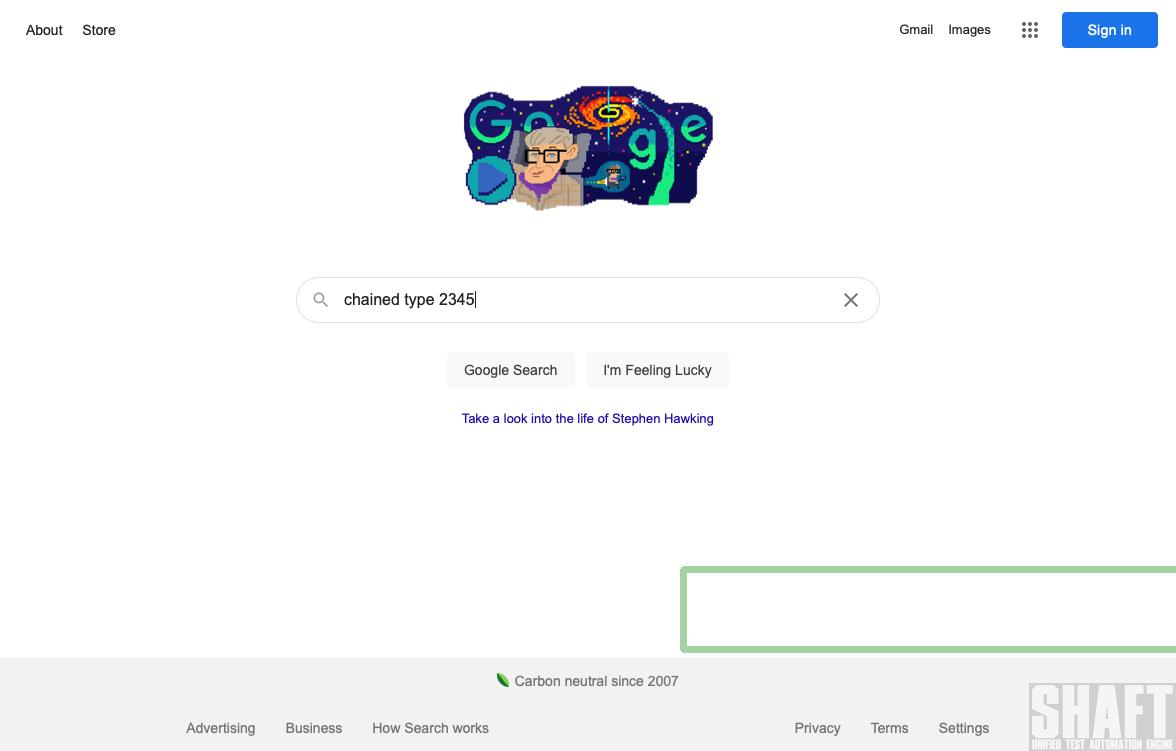 About Store Gmail Images Sign in
Google
chained type 2345
Google Search I'm Feeling Lucky
Take a look into the life of Stephen Hawking
Carbon neutral since 2007
Advertising Business How Search works Privacy Terms Settings
SHAFT
UNIFIED TEST AUTOMATION ENGINE